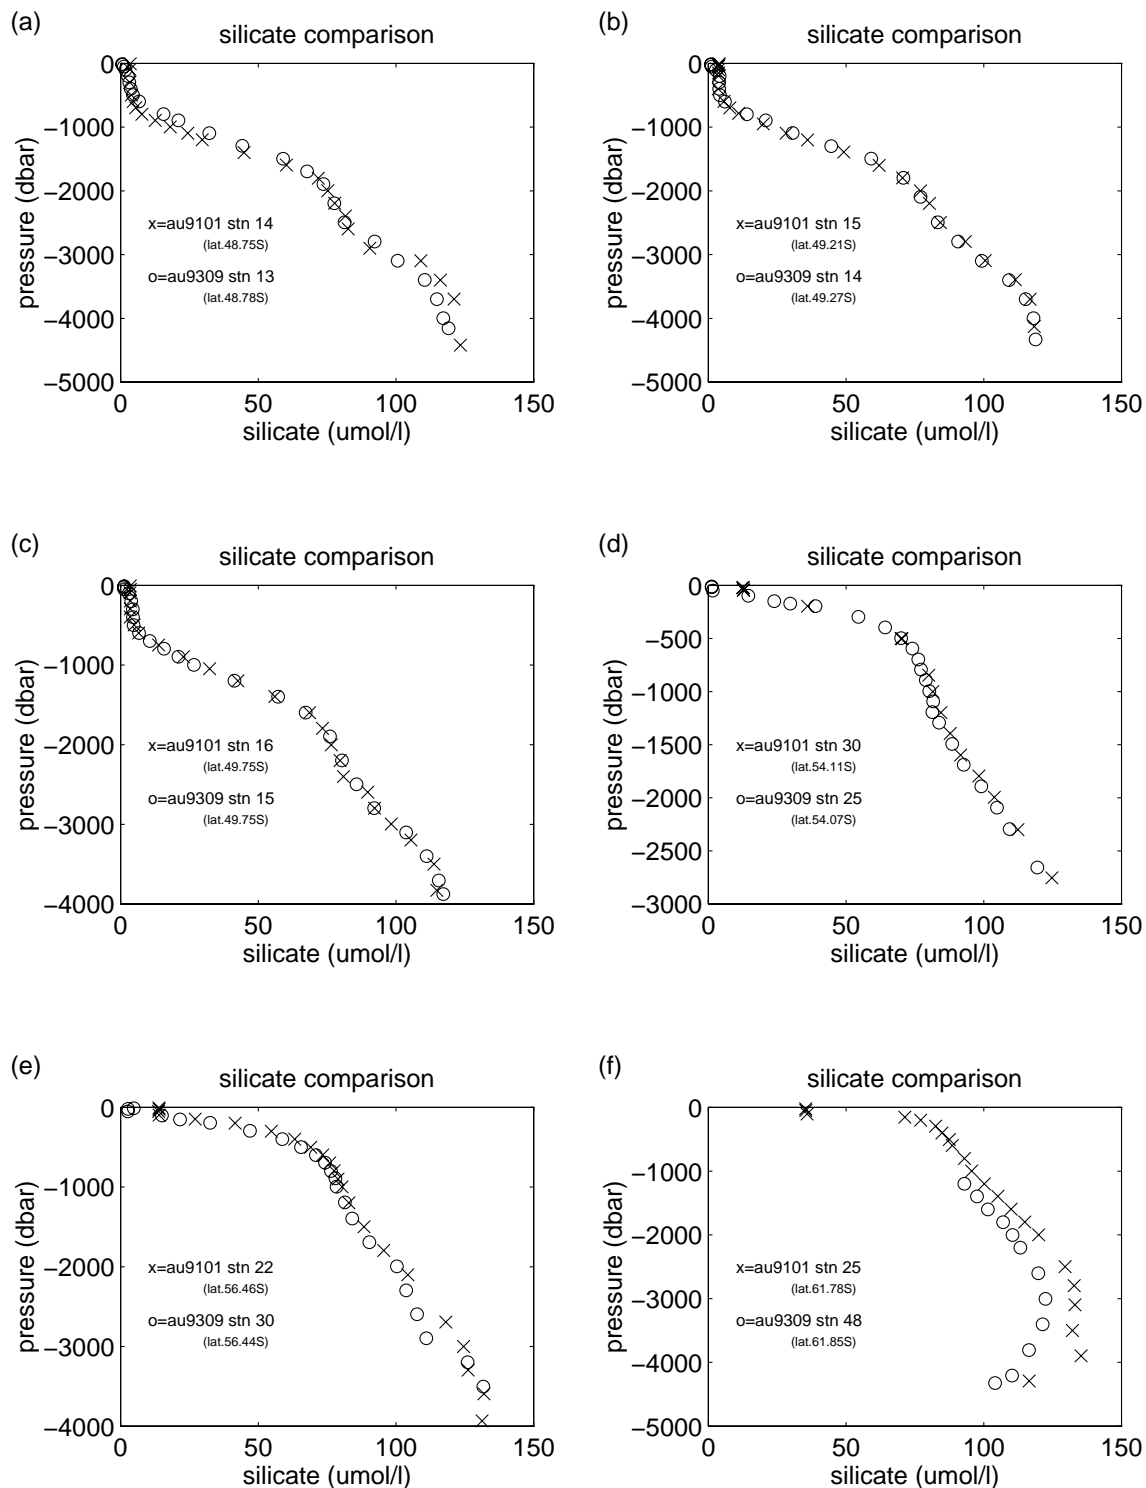 (a)
silicate comparison
0
−1000
−2000
−3000
−4000
−5000
pressure (dbar)
x=au9101 stn 14
(lat.48.75S)
o=au9309 stn 13
(lat.48.78S)
0 50 100 150
silicate (umol/l)
(b)
silicate comparison
0
−1000
−2000
−3000
−4000
−5000
pressure (dbar)
x=au9101 stn 15
(lat.49.21S)
o=au9309 stn 14
(lat.49.27S)
0 50 100 150
silicate (umol/l)
(c)
silicate comparison
0
−1000
−2000
−3000
−4000
pressure (dbar)
x=au9101 stn 16
(lat.49.75S)
o=au9309 stn 15
(lat.49.75S)
0 50 100 150
silicate (umol/l)
(d)
silicate comparison
0
−500
−1000
−1500
−2000
−2500
−3000
pressure (dbar)
x=au9101 stn 30
(lat.54.11S)
o=au9309 stn 25
(lat.54.07S)
0 50 100 150
silicate (umol/l)
(e)
silicate comparison
0
−1000
−2000
−3000
−4000
pressure (dbar)
x=au9101 stn 22
(lat.56.46S)
o=au9309 stn 30
(lat.56.44S)
0 50 100 150
silicate (umol/l)
(f)
silicate comparison
0
−1000
−2000
−3000
−4000
−5000
pressure (dbar)
x=au9101 stn 25
(lat.61.78S)
o=au9309 stn 48
(lat.61.85S)
0 50 100 150
silicate (umol/l)